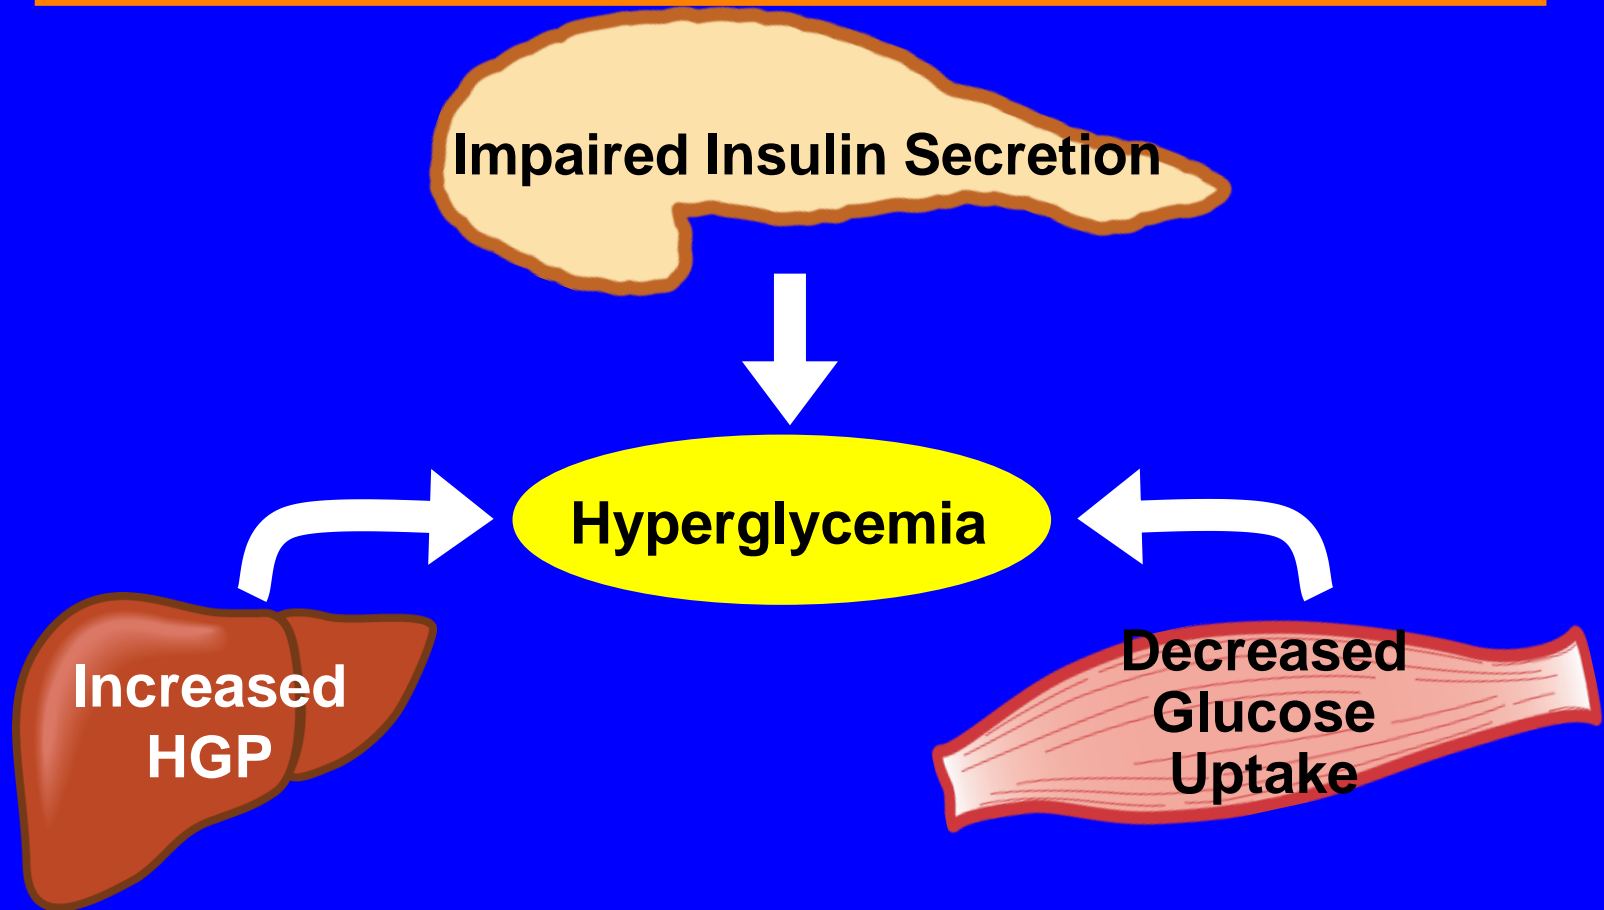 Impaired Insulin Secretion
Hyperglycemia
Increased
HGP
Decreased
Glucose
Uptake